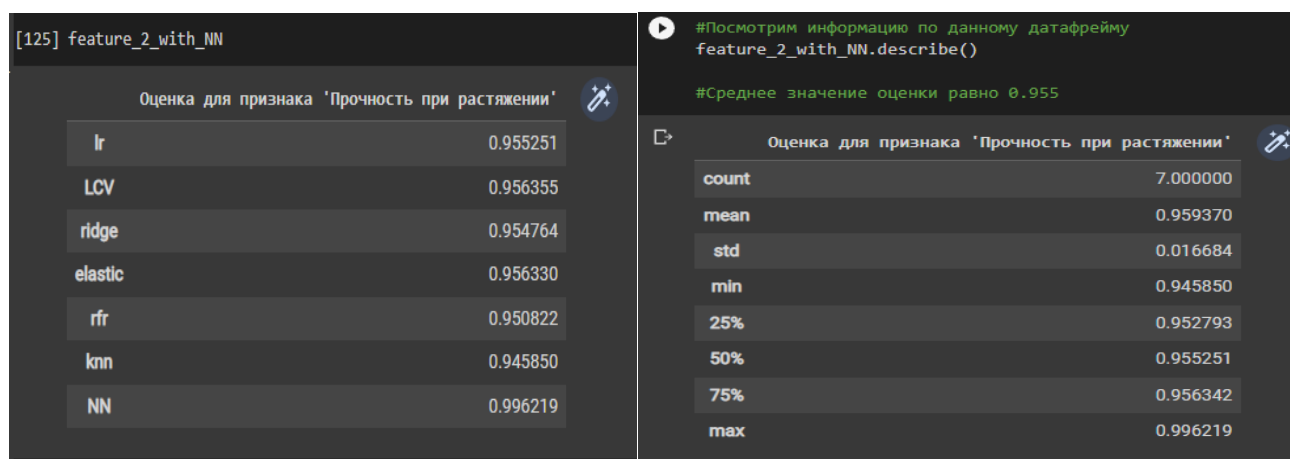 [125] feature_2_with_NN
Оценка для признака 'Прочность при растяжении'
lr 0.955251
LCV 0.956355
ridge 0.954764
elastic 0.956330
rfr 0.950822
knn 0.945850
NN 0.996219
#Посмотрим информацию по данному датафрейму
feature_2_with_NN.describe()
#Среднее значение оценки равно 0.955
Оценка для признака 'Прочность при растяжении'
count 7.000000
mean 0.959370
std 0.016684
min 0.945850
25% 0.952793
50% 0.955251
75% 0.956342
max 0.996219